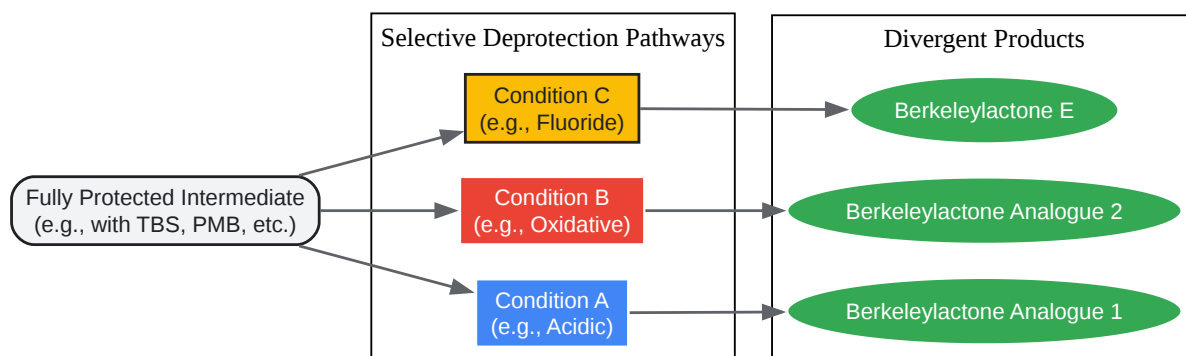 Selective Deprotection Pathways
Divergent Products
Condition C
(e.g., Fluoride)
Berkeleylactone E
Fully Protected Intermediate
(e.g., with TBS, PMB, etc.)
Condition B
(e.g., Oxidative)
Berkeleylactone Analogue 2
Condition A
(e.g., Acidic)
Berkeleylactone Analogue 1